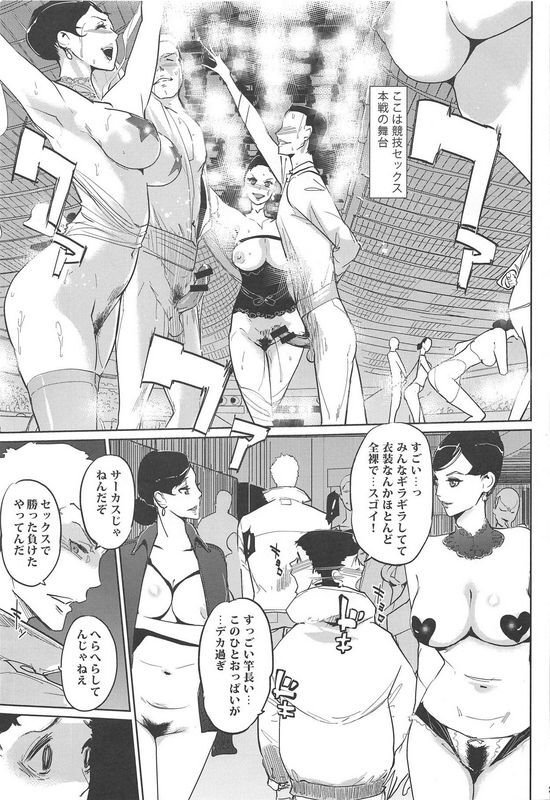 ここは競技セックス
本戦の舞台
すごい…っ
みんなギラギラしてて
衣装なんかほとんど
全裸で…スゴイ!
すっごい竿長い…
このひとおっぱいが
…デカ過ぎ
サーカスじゃ
ねんだぞ
セックスで
勝った負けた
やってんだ
へらへらして
んじゃねえ